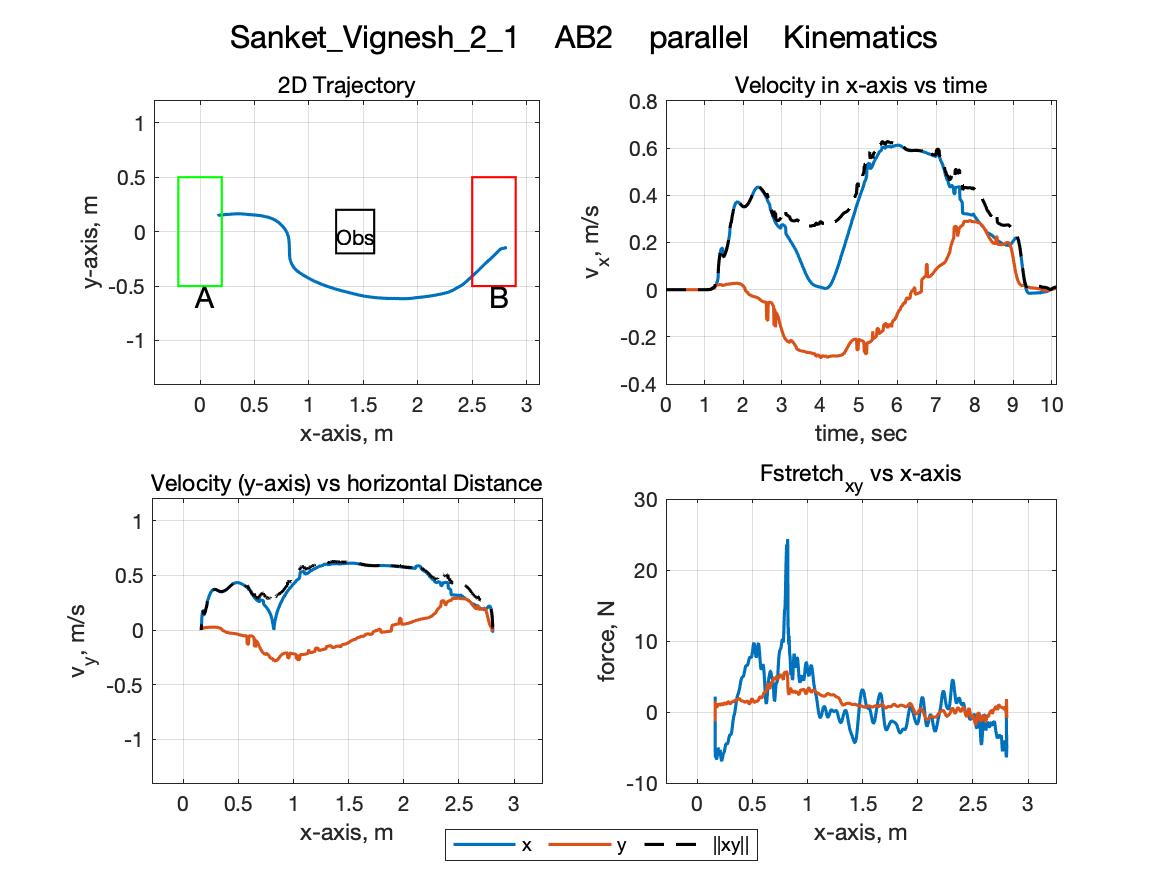 Sanket_Vignesh_2_1 AB2 parallel Kinematics
2D Trajectory
1
0.5
0
-0.5
-1
y-axis, m
A
Obs
B
0 0.5 1 1.5 2 2.5 3
x-axis, m
Velocity in x-axis vs time
0.8
0.6
0.4
0.2
0
-0.2
-0.4
vx, m/s
0 1 2 3 4 5 6 7 8 9 10
time, sec
Velocity (y-axis) vs horizontal Distance
1
0.5
0
-0.5
-1
vy, m/s
0 0.5 1 1.5 2 2.5 3
x-axis, m
Fstretchxy vs x-axis
30
20
10
0
-10
force, N
0 0.5 1 1.5 2 2.5 3
x-axis, m
x y ||xy||